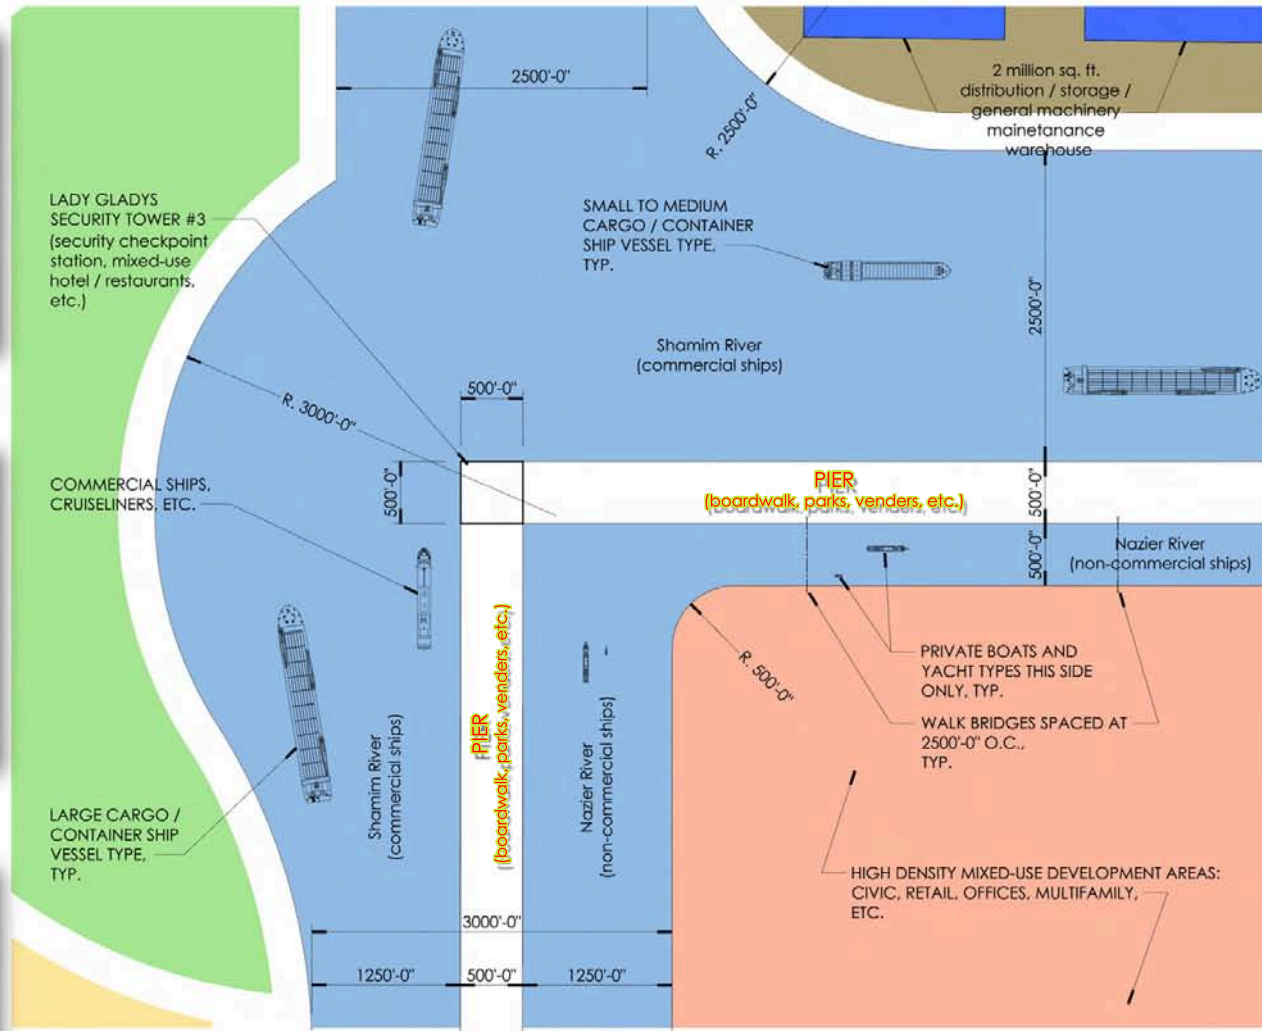 2500'-0"
R. 2500'-0"
2 million sq. ft.
distribution / storage /
general machinery
mainetanance
warehouse
LADY GLADYS
SECURITY TOWER #3
(security checkpoint
station, mixed-use
hotel / restaurants,
etc.)
SMALL TO MEDIUM
CARGO / CONTAINER
SHIP VESSEL TYPE,
TYP.
2500'-0"
Shamim River
(commercial ships)
500'-0"
R. 3000'-0"
COMMERCIAL SHIPS,
CRUISELINERS, ETC.
500'-0"
PIER
(boardwalk, parks, venders, etc.)
500'-0"
500'-0"
Nazier River
(non-commercial ships)
PIER
(boardwalk, parks, venders, etc.)
R. 500'-0"
PRIVATE BOATS AND
YACHT TYPES THIS SIDE
ONLY, TYP.
WALK BRIDGES SPACED AT
2500'-0" O.C.,
TYP.
Shamim River
(commercial ships)
Nazier River
(non-commercial ships)
LARGE CARGO /
CONTAINER SHIP
VESSEL TYPE,
TYP.
HIGH DENSITY MIXED-USE DEVELOPMENT AREAS:
CIVIC, RETAIL, OFFICES, MULTIFAMILY,
ETC.
3000'-0"
1250'-0"
500'-0"
1250'-0"